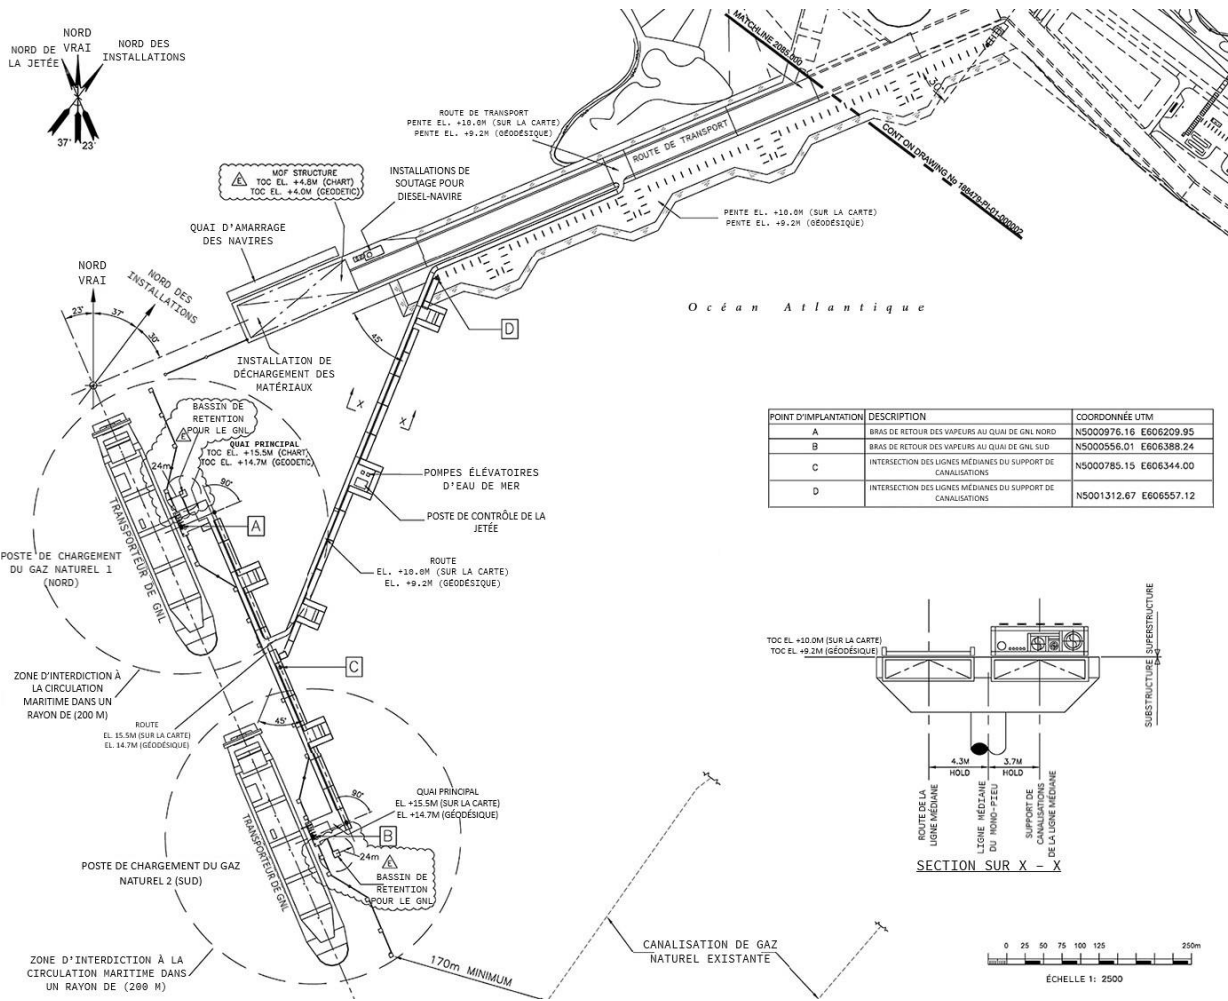 NORD
VRAI
NORD DE
LA JETÉE
NORD DES
INSTALLATIONS
37°
23°
MATCHLINE 2085.000
30°
ROUTE DE TRANSPORT
PENTE EL. +10.0M (SUR LA CARTE)
PENTE EL. +9.2M (GÉODÉSIQUE)
ROUTE DE TRANSPORT
CONT ON DRAWING No 188479-PI-01-000002
MOF STRUCTURE
TOC EL. +4.8M (CHART)
TOC EL. +4.0M (GEODETIC)
E
INSTALLATIONS DE
SOUTAGE POUR
DIESEL-NAVIRE
PENTE EL. +10.0M (SUR LA CARTE)
PENTE EL. +9.2M (GÉODÉSIQUE)
QUAI D'AMARRAGE
DES NAVIRES
NORD
VRAI
NORD DES
INSTALLATIONS
23°
37°
30°
Océan Atlantique
D
45°
INSTALLATION DE
DÉCHARGEMENT DES
MATÉRIAUX
X
X
BASSIN DE
RETENTION
POUR LE GNL
E
QUAI PRINCIPAL
TOC EL. +15.5M (CHART)
TOC EL. +14.7M (GEODETIC)
24m
90°
A
POMPES ÉLÉVATOIRES
D'EAU DE MER
POSTE DE CONTRÔLE DE LA
JETÉE
ROUTE
EL. +10.0M (SUR LA CARTE)
EL. +9.2M (GÉODÉSIQUE)
TRANSPORTEUR DE GNL
POSTE DE CHARGEMENT
DU GAZ NATUREL 1
(NORD)
C
ZONE D'INTERDICTION À
LA CIRCULATION
MARITIME DANS UN
RAYON DE (200 M)
ROUTE
EL. 15.5M (SUR LA CARTE)
EL. 14.7M (GÉODÉSIQUE)
45°
QUAI PRINCIPAL
EL. +15.5M (SUR LA CARTE)
EL. +14.7M (GÉODÉSIQUE)
90°
B
24m
E
BASSIN DE
RETENTION
POUR LE GNL
TRANSPORTEUR DE GNL
POSTE DE CHARGEMENT DU GAZ
NATUREL 2 (SUD)
ZONE D'INTERDICTION À LA
CIRCULATION MARITIME DANS
UN RAYON DE (200 M)
170m MINIMUM
CANALISATION DE GAZ
NATUREL EXISTANTE
POINT D'IMPLANTATION DESCRIPTION COORDONNÉE UTM
A BRAS DE RETOUR DES VAPEURS AU QUAI DE GNL NORD N5000976.16 E606209.95
B BRAS DE RETOUR DES VAPEURS AU QUAI DE GNL SUD N5000556.01 E606388.24
C INTERSECTION DES LIGNES MÉDIANES DU SUPPORT DE
CANALISATIONS N5000785.15 E606344.00
D INTERSECTION DES LIGNES MÉDIANES DU SUPPORT DE
CANALISATIONS N5001312.67 E606557.12
TOC EL +10.0M (SUR LA CARTE)
TOC EL. +9.2M (GÉODÉSIQUE)
SUPERSTRUCTURE
SUBSTRUCTURE
4.3M
HOLD
3.7M
HOLD
ROUTE DE LA
LIGNE MÉDIANE
LIGNE MÉDIANE
DU MONO-PIEU
SUPPORT DE
CANALISATIONS
DE LA LIGNE MÉDIANE
SECTION SUR X - X
0 25 50 75 100 125 250m
ÉCHELLE 1: 2500